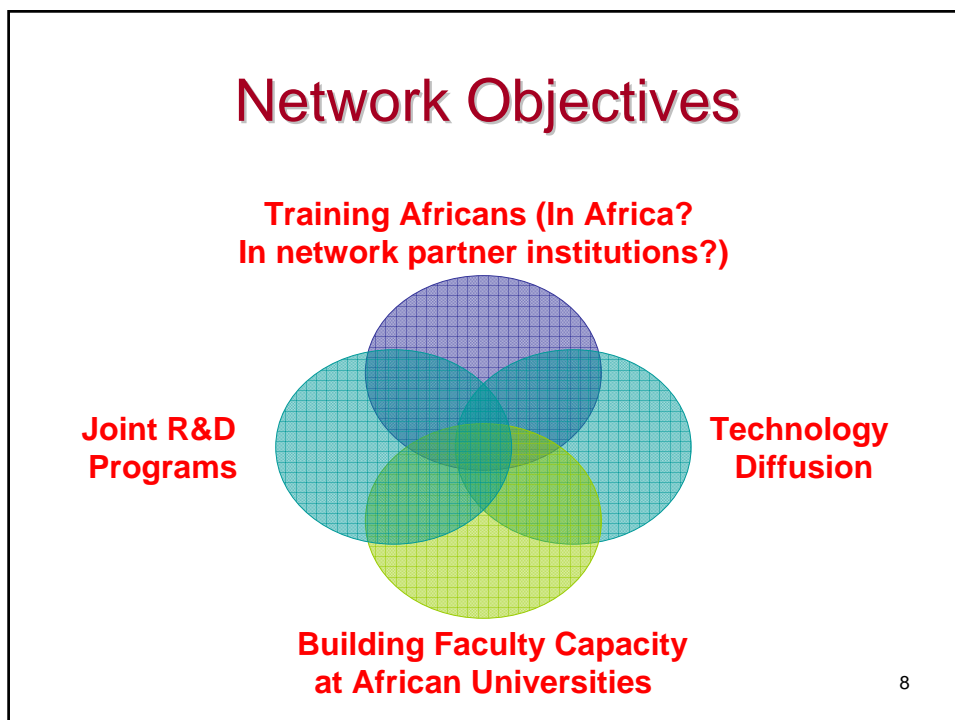 Network Objectives
Training Africans (In Africa?
In network partner institutions?)
Joint R&D
Programs
Technology
Diffusion
Building Faculty Capacity
at African Universities
8